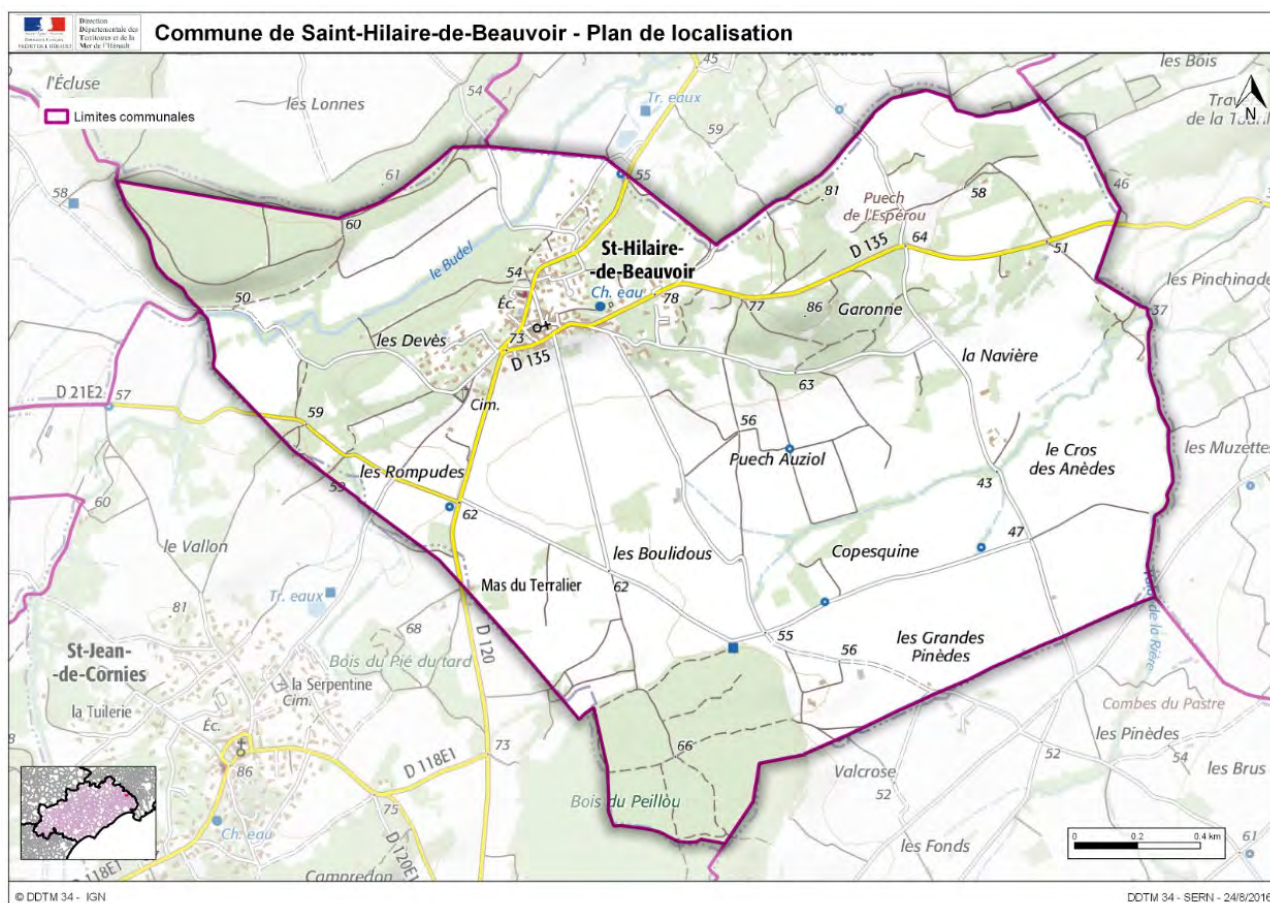 Direction
Départementale des
Territoires et de la
Mer de l'Hérault
Commune de Saint-Hilaire-de-Beauvoir - Plan de localisation
l'Écluse
les Lonnes
54
45
Tr. eaux
59
les Bois
N
Limites communales
58
61
60
55
81
58
46
Puech
de l'Espérou
le Budel
St-Hilaire-
-de-Beauvoir
D 135
64
51
54
Ch. eau
78
77
86
Garonne
les Pinchinades
50
Éc.
37
les Devès
73
D 135
la Navière
63
D 21E2
57
59
Cim.
56
Puech Auziol
le Cros
des Anèdes
les Muzettes
les Rompudes
59
62
43
60
le Vallon
47
les Boulidous
Copesquine
Mas du Terralier
62
Tr. eaux
81
68
55
56
les Grandes
Pinèdes
D 120
St-Jean-
-de-Cornies
Bois du Pié du tard
la Serpentine
Cim.
la Tuilerie
Éc.
Combes du Pastre
les Pinèdes
54
52
66
73
D 118E1
86
75
Valcrose
52
les Brus
Bois du Peillou
Ch. eau
0
0.2
0.4 km
61
les Fonds
D 118E1
D 120E1
Campredon
© DDTM 34 - IGN
DDTM 34 - SERN - 24/8/2016